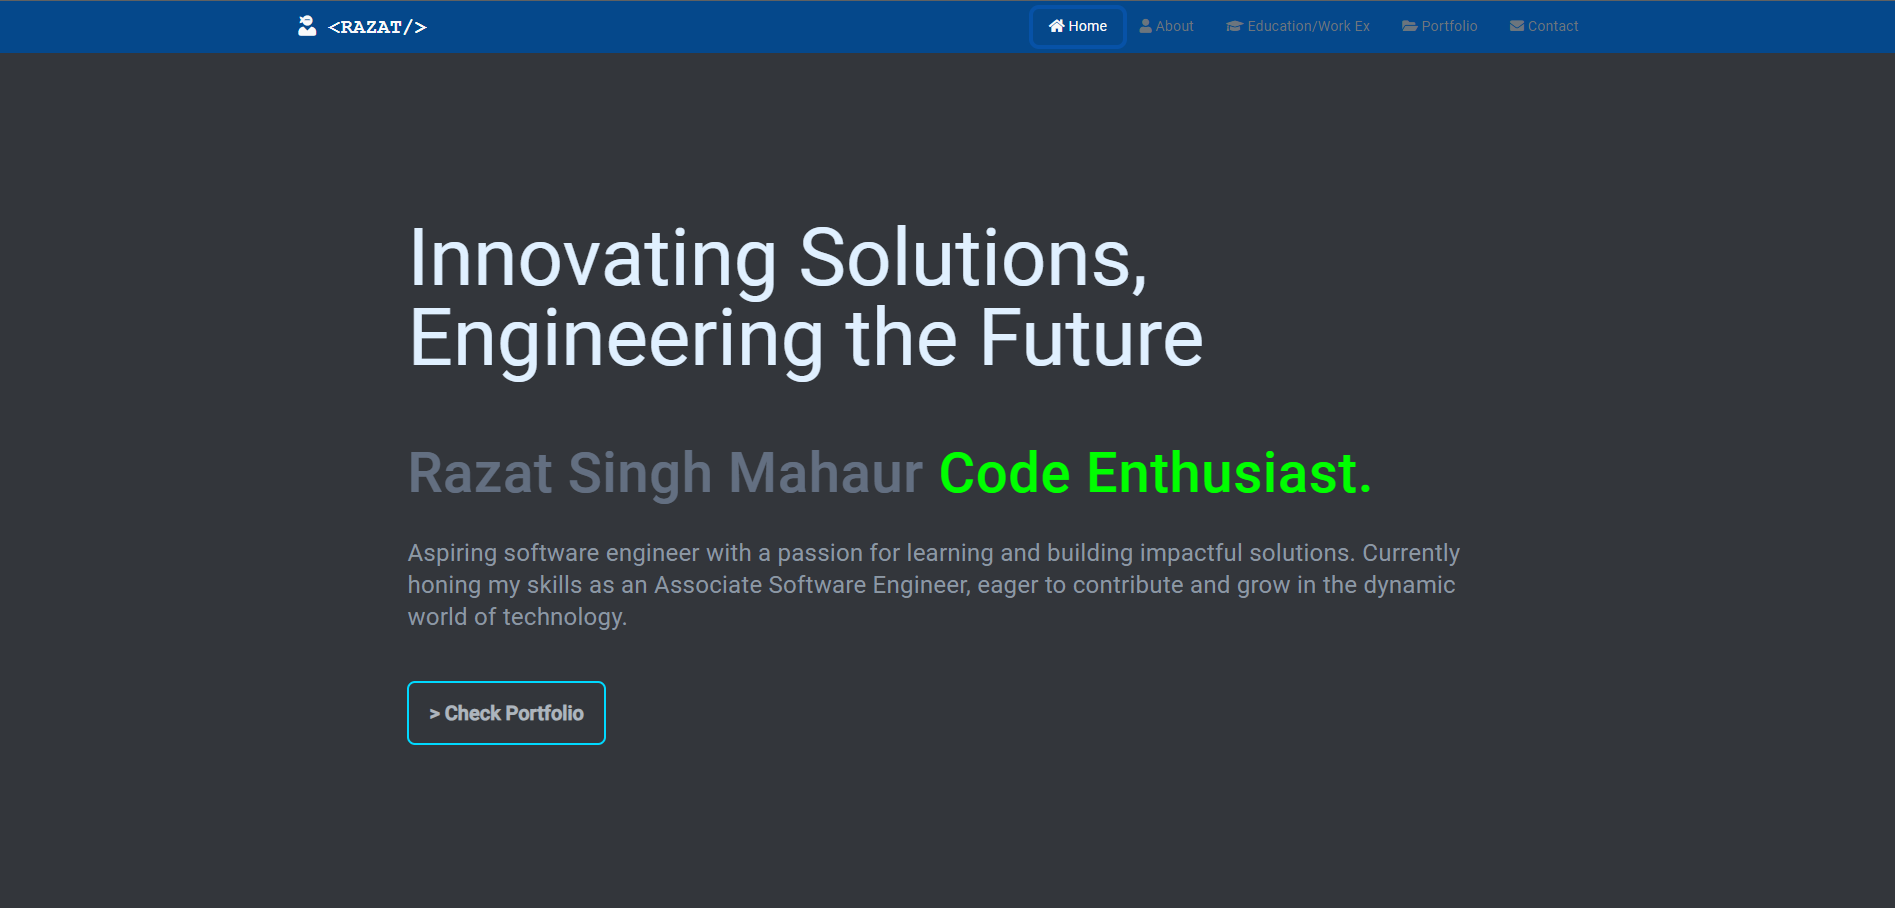 <RAZAT/>
Home
About
Education/Work Ex
Portfolio
Contact
Innovating Solutions,
Engineering the Future
Razat Singh Mahaur Code Enthusiast.
Aspiring software engineer with a passion for learning and building impactful solutions. Currently
honing my skills as an Associate Software Engineer, eager to contribute and grow in the dynamic
world of technology.
> Check Portfolio